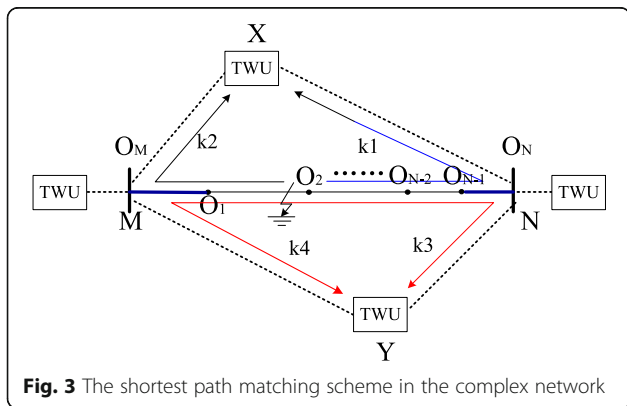 X
TWU
k2
k1
OM
ON
TWU
O2
ON-2
ON-1
TWU
M
O1
N
k4
k3
TWU
Y
Fig. 3 The shortest path matching scheme in the complex network